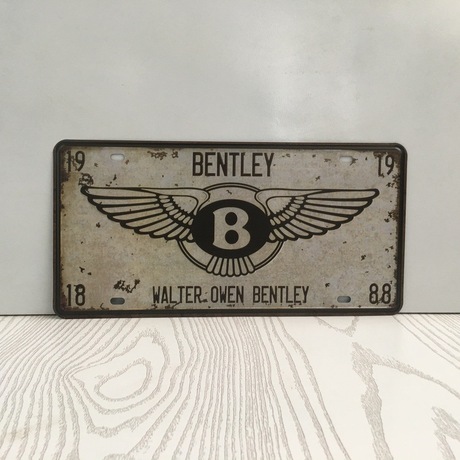 19 BENTLEY 19
B
18 WALTER OWEN BENTLEY 88